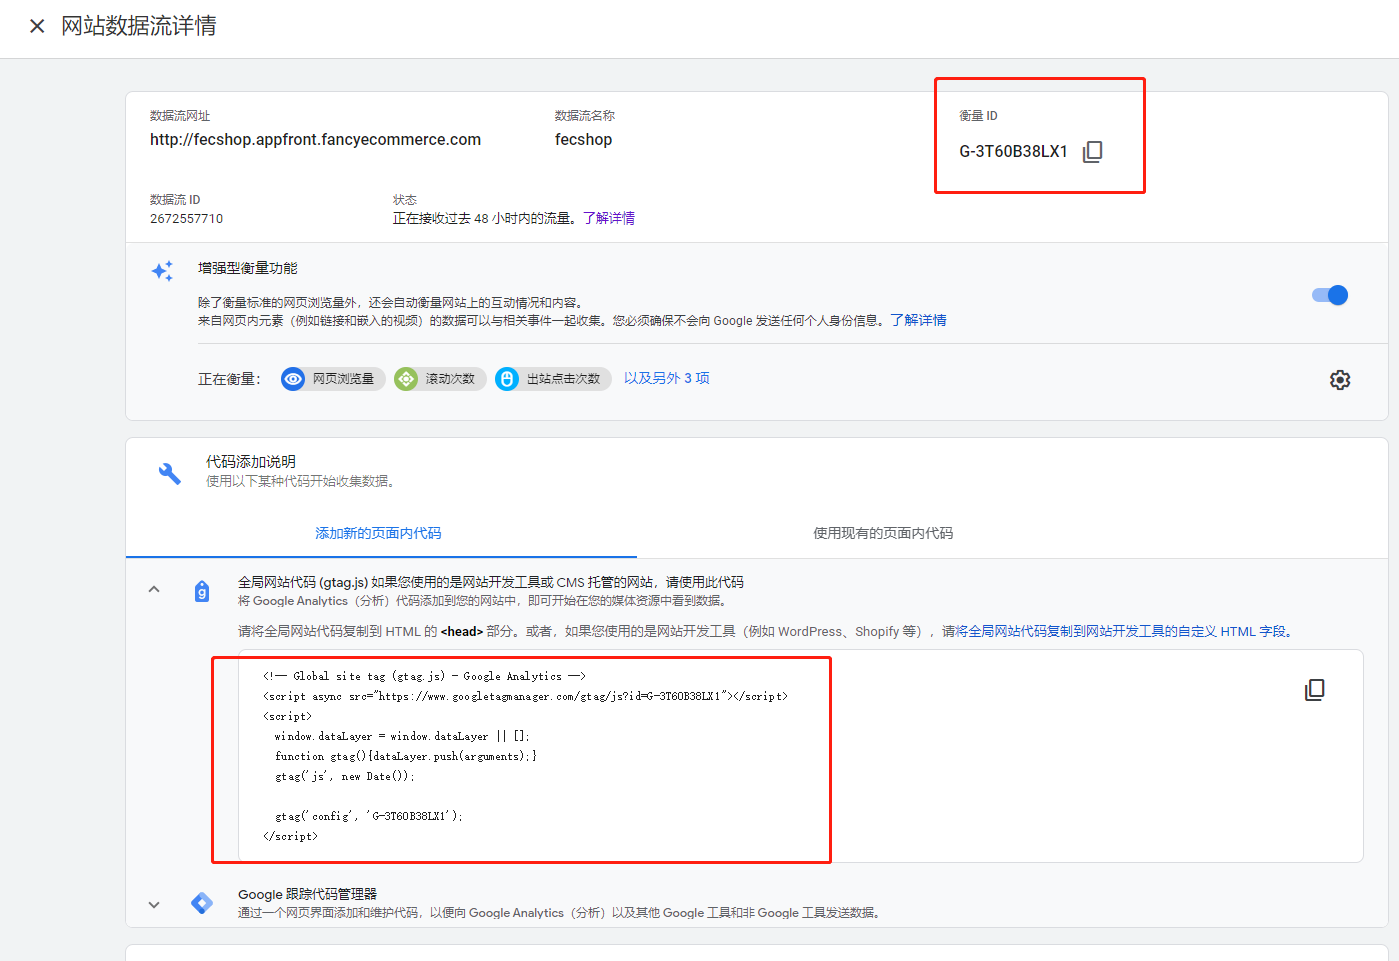 网站数据流详情
数据流网址
http://fecshop.appfront.fancyecommerce.com
数据流名称
fecshop
衡量 ID
G-3T60B38LX1
数据流 ID
2672557710
状态
正在接收过去 48 小时内的流量。了解详情
增强型衡量功能
除了衡量标准的网页浏览量外，还会自动衡量网站上的互动情况和内容。
来自网页内元素（例如链接和嵌入的视频）的数据可以与相关事件一起收集。您必须确保不会向 Google 发送任何个人身份信息。了解详情
正在衡量： 网页浏览量 滚动次数 出站点击次数 以及另外 3 项
代码添加说明
使用以下某种代码开始收集数据。
添加新的页面内代码 使用现有的页面内代码
全局网站代码 (gtag.js) 如果您使用的是网站开发工具或 CMS 托管的网站，请使用此代码
将 Google Analytics（分析）代码添加到您的网站中，即可开始在您的媒体资源中看到数据。
请将全局网站代码复制到 HTML 的 <head> 部分。或者，如果您使用的是网站开发工具（例如 WordPress、Shopify 等），请将全局网站代码复制到网站开发工具的自定义 HTML 字段。
<!-- Global site tag (gtag.js) - Google Analytics -->
<script async src="https://www.googletagmanager.com/gtag/js?id=G-3T60B38LX1"></script>
<script>
window.dataLayer = window.dataLayer || [];
function gtag(){dataLayer.push(arguments);}
gtag('js', new Date());
gtag('config', 'G-3T60B38LX1');
</script>
Google 跟踪代码管理器
通过一个网页界面添加和维护代码，以便向 Google Analytics（分析）以及其他 Google 工具和非 Google 工具发送数据。